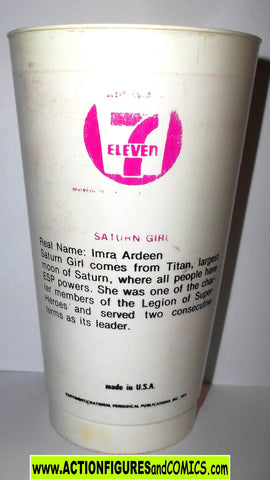 7
ELEVEN
SATURN GIRL
Real Name: Imra Ardeen
Saturn Girl comes from Titan, largest
moon of Saturn, where all people have
ESP powers. She was one of the char-
ter members of the Legion of Super-
Heroes and served two consecutive
terms as its leader.
made in U.S.A.
NATIONAL PERIODICAL PUBLICATIONS INC.
www.ACTIONFIGURESandCOMICS.com